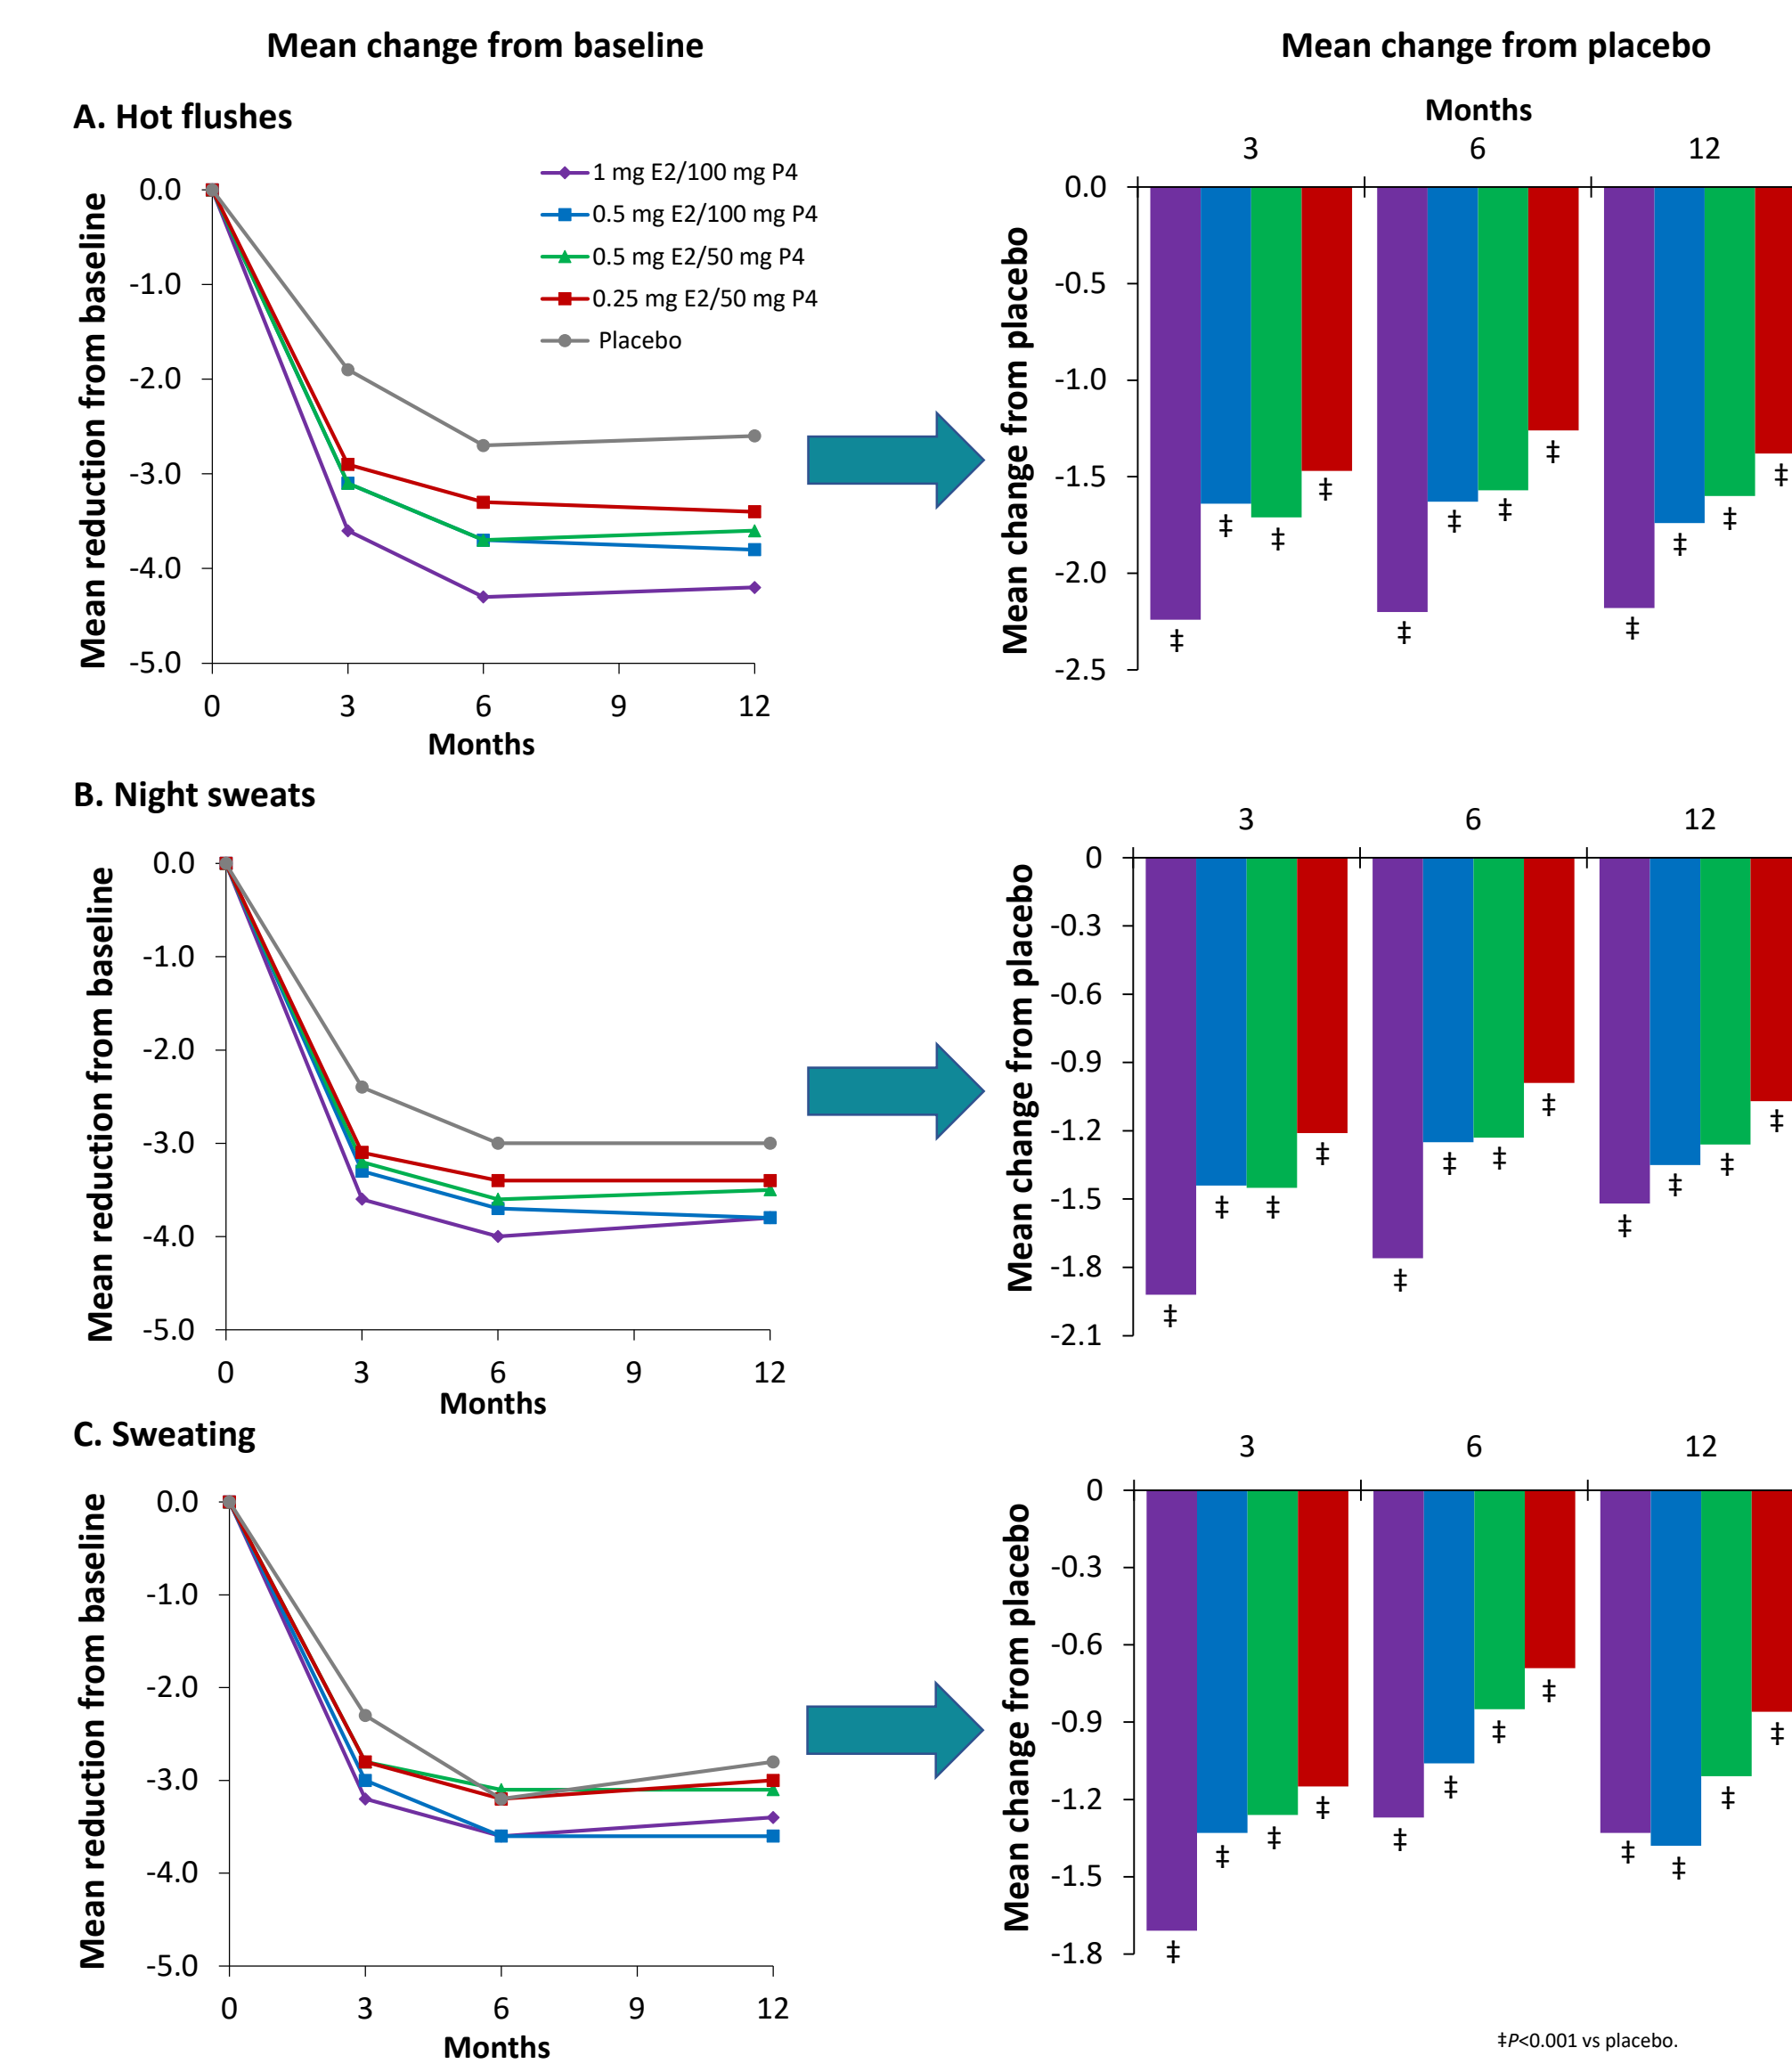 Mean change from baseline
Mean change from placebo
A. Hot flushes
Mean reduction from baseline
0.0
-1.0
-2.0
-3.0
-4.0
-5.0
0 3 6 9 12
Months
1 mg E2/100 mg P4
0.5 mg E2/100 mg P4
0.5 mg E2/50 mg P4
0.25 mg E2/50 mg P4
Placebo
Months
3 6 12
Mean change from placebo
0.0
-0.5
-1.0
-1.5
-2.0
-2.5
‡ ‡ ‡ ‡ ‡ ‡ ‡ ‡ ‡ ‡ ‡ ‡
B. Night sweats
Mean reduction from baseline
0.0
-1.0
-2.0
-3.0
-4.0
-5.0
0 3 6 9 12
Months
3 6 12
Mean change from placebo
0
-0.3
-0.6
-0.9
-1.2
-1.5
-1.8
-2.1
‡ ‡ ‡ ‡ ‡ ‡ ‡ ‡ ‡ ‡ ‡ ‡
C. Sweating
Mean reduction from baseline
0.0
-1.0
-2.0
-3.0
-4.0
-5.0
0 3 6 9 12
Months
3 6 12
Mean change from placebo
0
-0.3
-0.6
-0.9
-1.2
-1.5
-1.8
‡ ‡ ‡ ‡ ‡ ‡ ‡ ‡ ‡ ‡ ‡ ‡
‡P<0.001 vs placebo.